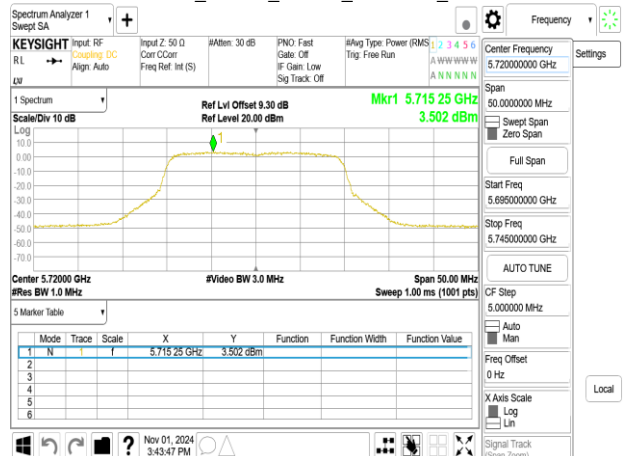 Spectrum Analyzer 1
Swept SA
+
Frequency
KEYSIGHT
RL
LXI
Input: RF
Coupling: DC
Align: Auto
Input Z: 50 Ω
Corr CCorr
Freq Ref: Int (S)
#Atten: 30 dB
PNO: Fast
Gate: Off
IF Gain: Low
Sig Track: Off
#Avg Type: Power (RMS
Trig: Free Run
1 2 3 4 5 6
A W W W W W
A N N N N N
Center Frequency
5.720000000 GHz
Settings
Span
50.0000000 MHz
Swept Span
Zero Span
Full Span
Start Freq
5.695000000 GHz
Stop Freq
5.745000000 GHz
AUTO TUNE
CF Step
5.000000 MHz
Auto
Man
Freq Offset
0 Hz
X Axis Scale
Log
Lin
Signal Track
(Span Zoom)
Local
1 Spectrum
Scale/Div 10 dB
Ref Lvl Offset 9.30 dB
Ref Level 20.00 dBm
Mkr1 5.715 25 GHz
3.502 dBm
Log
10.0
0.00
-10.0
-20.0
-30.0
-40.0
-50.0
-60.0
-70.0
1
Center 5.72000 GHz
#Res BW 1.0 MHz
#Video BW 3.0 MHz
Span 50.00 MHz
Sweep 1.00 ms (1001 pts)
5 Marker Table
Mode Trace Scale X Y Function Function Width Function Value
1 N 1 f 5.715 25 GHz 3.502 dBm
2
3
4
5
6
?
Nov 01, 2024
3:43:47 PM